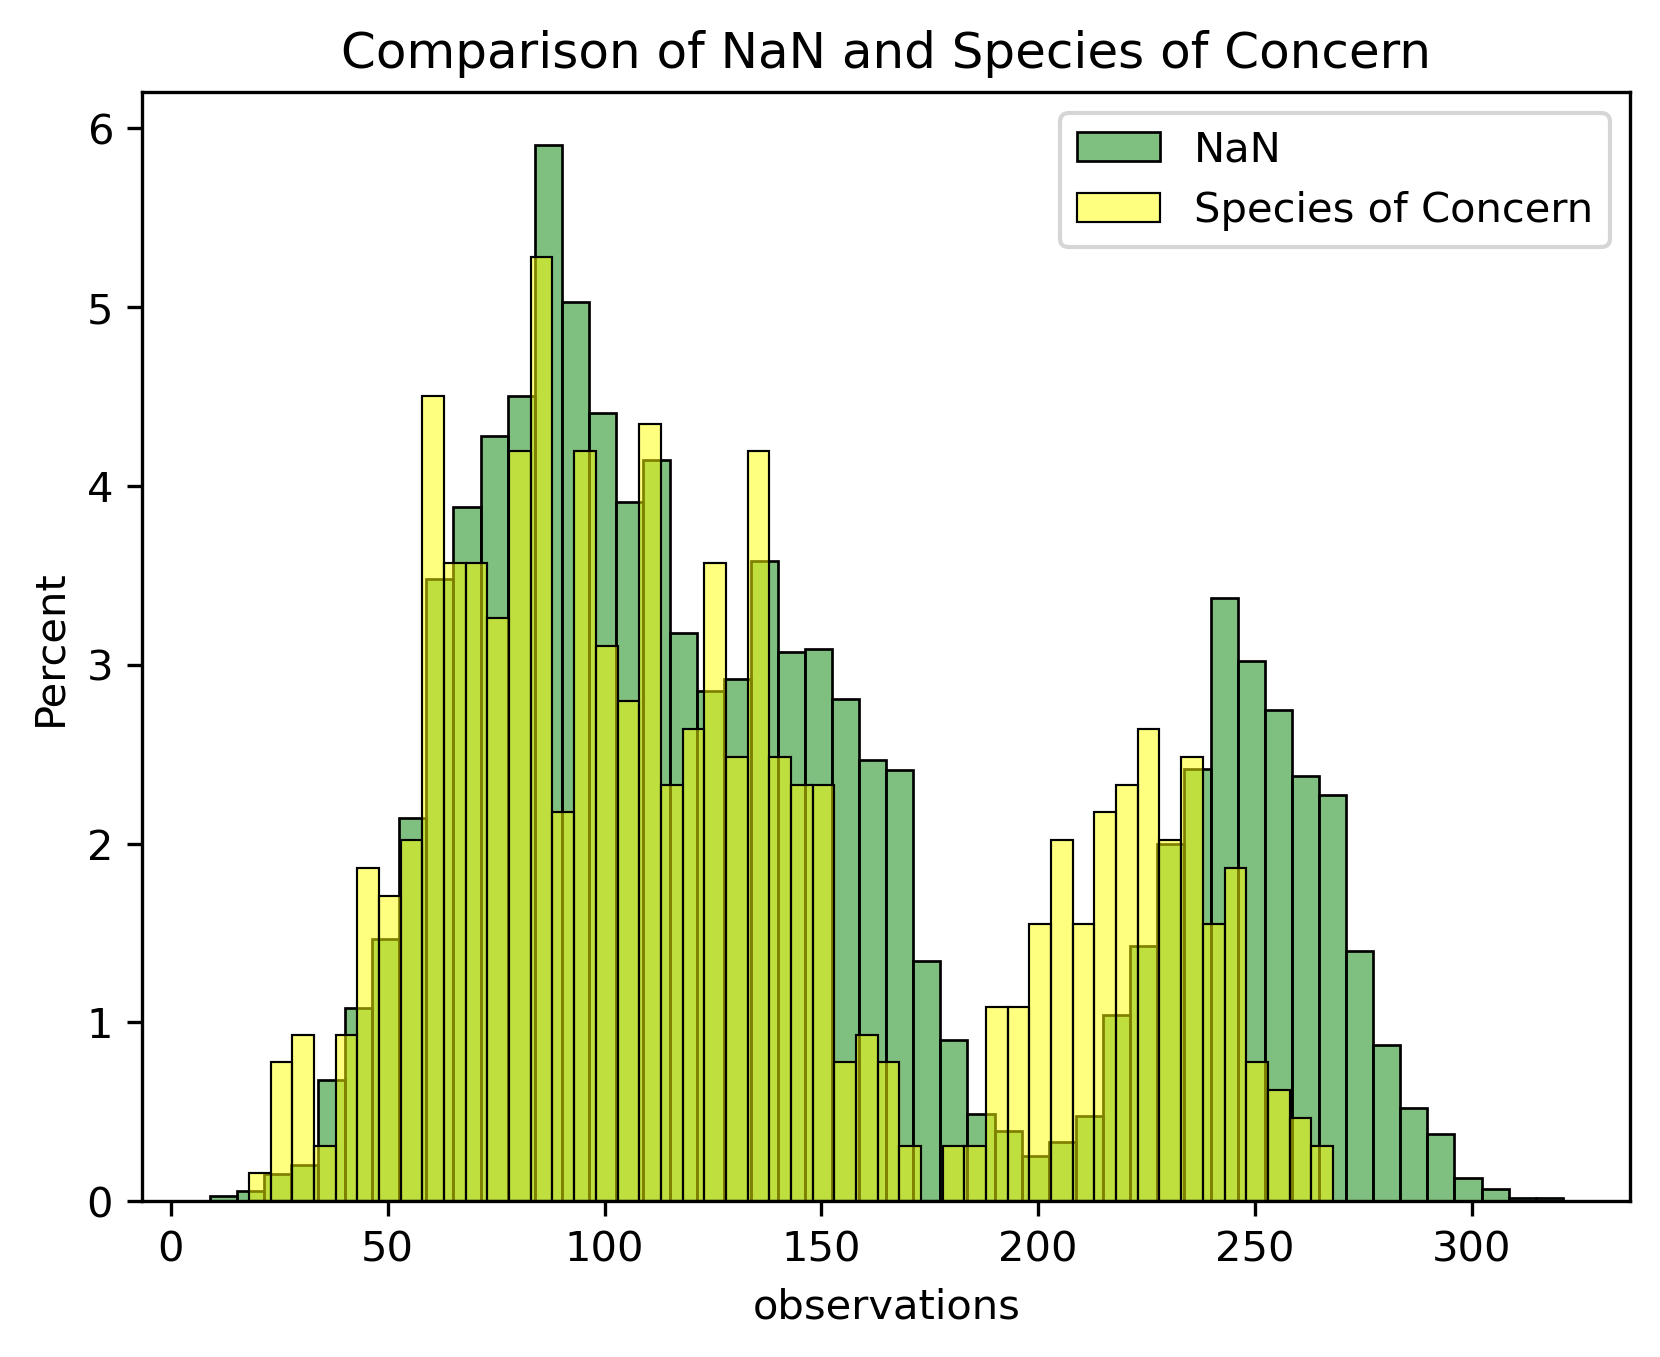 Comparison of NaN and Species of Concern
NaN
Species of Concern
6
5
4
3
2
1
0
Percent
0 50 100 150 200 250 300
observations